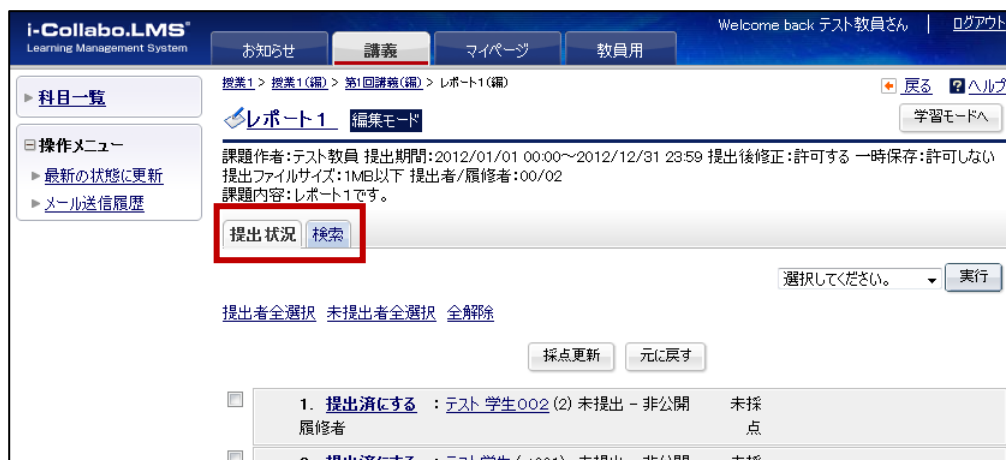 i-Collabo.LMS
Learning Management System
Welcome back テスト教員さん | ログアウト
お知らせ 講義 マイページ 教員用
科目一覧
操作メニュー
最新の状態に更新
メール送信履歴
授業1 > 授業1(編) > 第1回講義(編) > レポート1(編)
戻る ヘルプ
レポート1 編集モード
学習モードへ
課題作者:テスト教員 提出期間:2012/01/01 00:00～2012/12/31 23:59 提出後修正:許可する 一時保存:許可しない
提出ファイルサイズ:1MB以下 提出者/履修者:00/02
課題内容:レポート1です。
提出状況 検索
選択してください。 実行
提出者全選択 未提出者全選択 全解除
採点更新 元に戻す
1. 提出済にする :テスト 学生002 (2) 未提出 - 非公開 未採
履修者 点